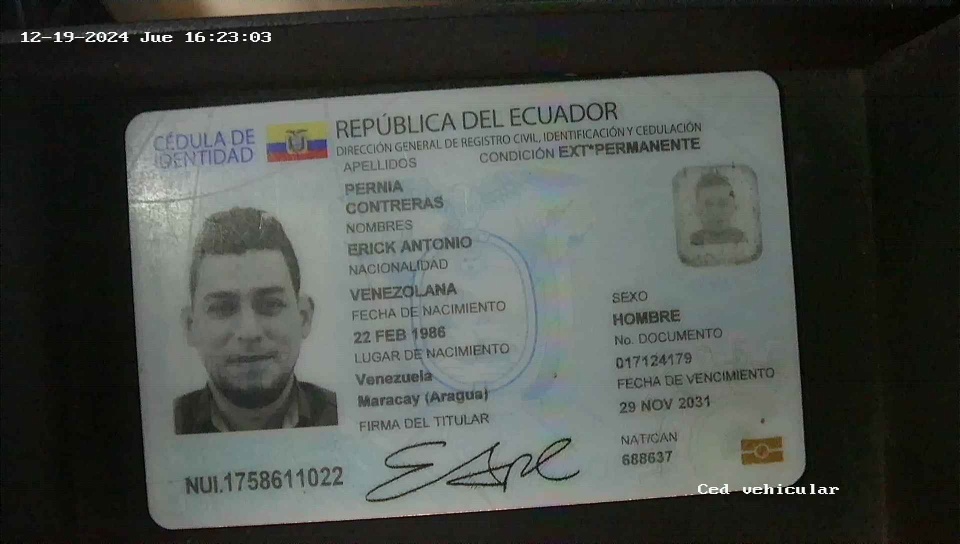 12-19-2024 Jue 16:23:03
CÉDULA DE
IDENTIDAD
REPÚBLICA DEL ECUADOR
DIRECCIÓN GENERAL DE REGISTRO CIVIL, IDENTIFICACIÓN Y CEDULACIÓN
APELLIDOS
CONDICIÓN EXT*PERMANENTE
PERNIA
CONTRERAS
NOMBRES
ERICK ANTONIO
NACIONALIDAD
VENEZOLANA
FECHA DE NACIMIENTO
22 FEB 1986
LUGAR DE NACIMIENTO
Venezuela
Maracay (Aragua)
FIRMA DEL TITULAR
SEXO
HOMBRE
No. DOCUMENTO
017124179
FECHA DE VENCIMIENTO
29 NOV 2031
NAT/CAN
688637
NUI.1758611022
Ced vehicular